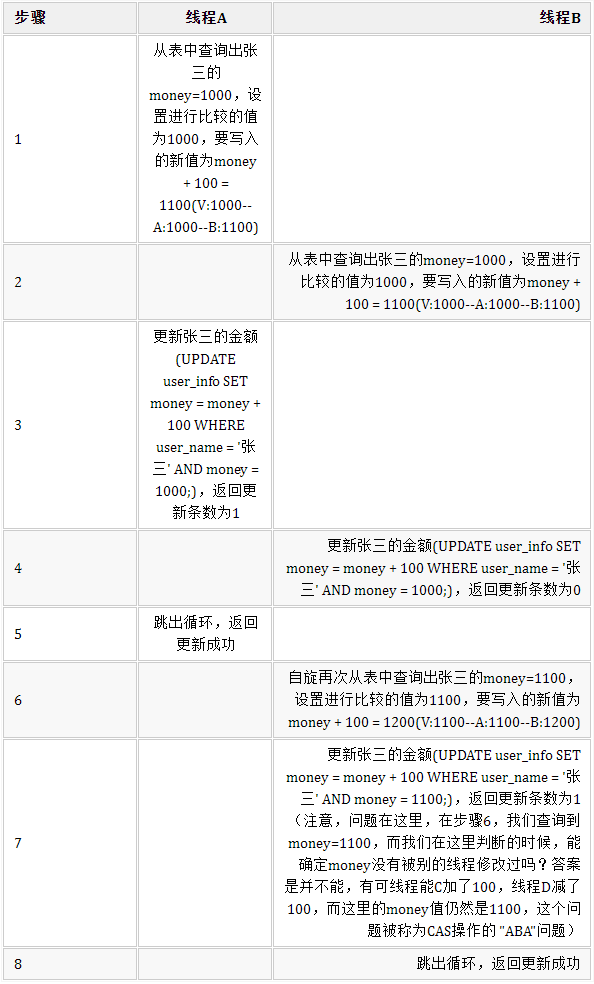 步骤 线程A 线程B
1
从表中查询出张
三的
money=1000，设
置进行比较的值
为1000，要写入
的新值为money
+ 100 =
1100(V:1000--
A:1000--B:1100)
2
从表中查询出张三的money=1000，设置进行
比较的值为1000，要写入的新值为money +
100 = 1100(V:1000--A:1000--B:1100)
3
更新张三的金额
(UPDATE
user_info SET
money = money +
100 WHERE
user_name = '张
三' AND money =
1000;)，返回更
新条数为1
4
更新张三的金额(UPDATE user_info SET
money = money + 100 WHERE user_name = '张
三' AND money = 1000;)，返回更新条数为0
5
跳出循环，返回
更新成功
6
自旋再次从表中查询出张三的money=1100，
设置进行比较的值为1100，要写入的新值为
money + 100 = 1200(V:1100--A:1100--B:1200)
7
更新张三的金额(UPDATE user_info SET
money = money + 100 WHERE user_name = '张
三' AND money = 1100;)，返回更新条数为1
（注意，问题在这里，在步骤6，我们查询到
money=1100，而我们在这里判断的时候，能
确定money没有被别的线程修改过吗？答案
是并不能，有可线程能C加了100，线程D减了
100，而这里的money值仍然是1100，这个问
题被称为CAS操作的 "ABA"问题）
8
跳出循环，返回更新成功